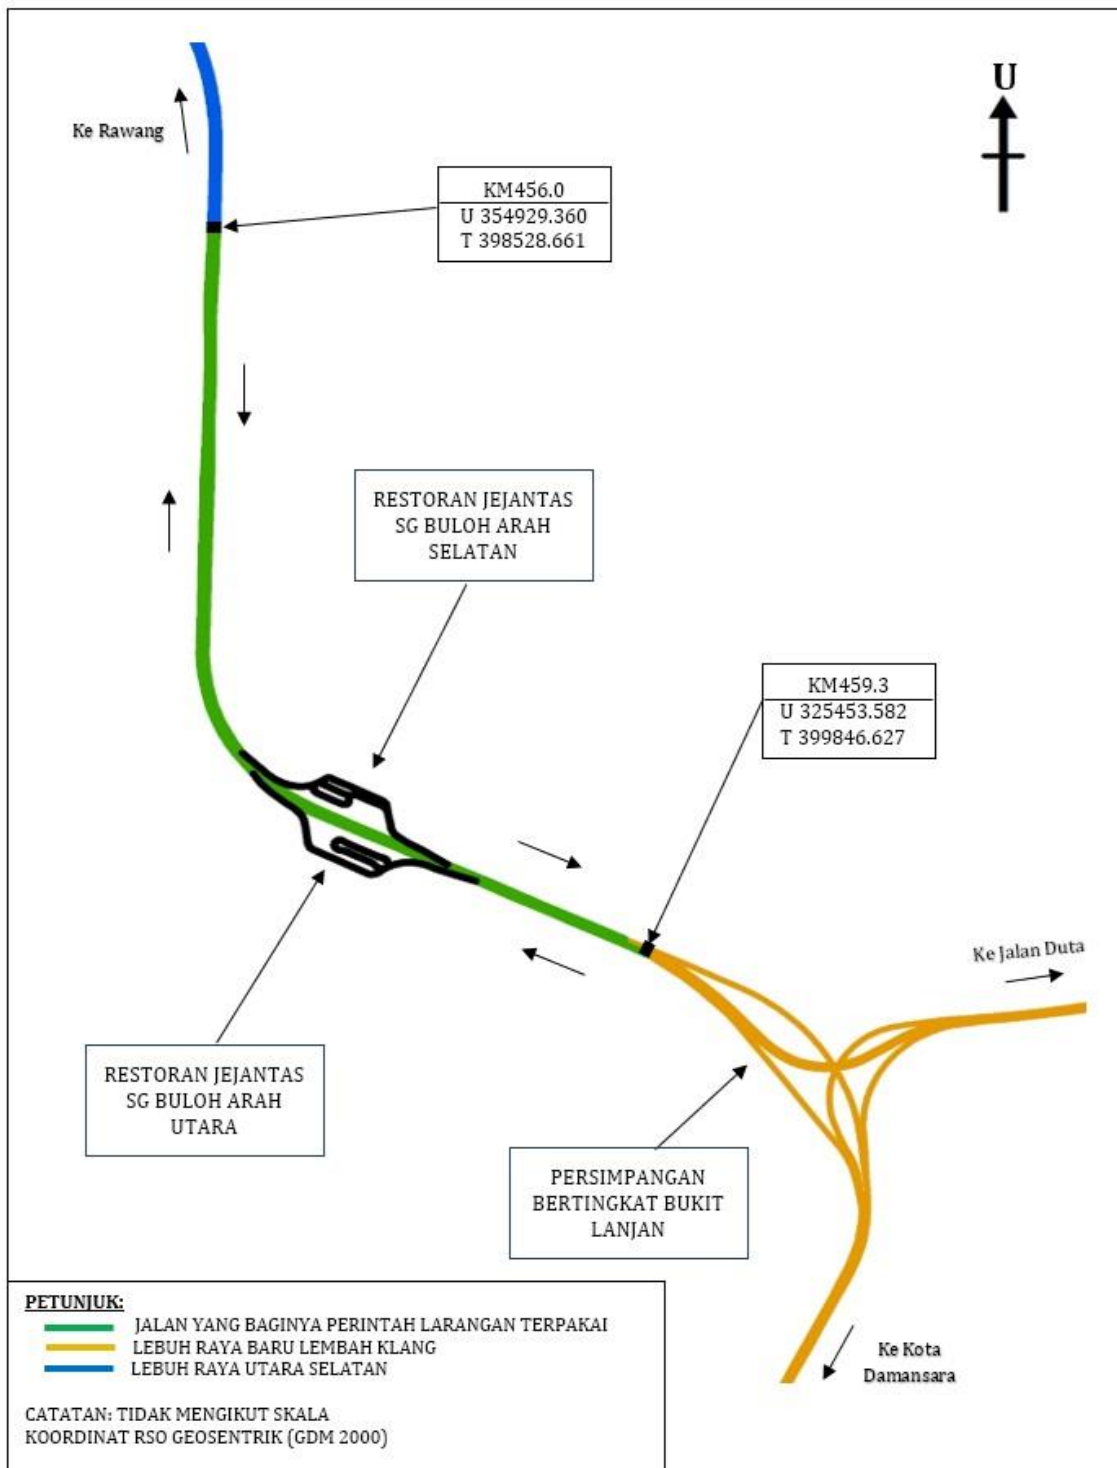 U
Ke Rawang
KM456.0
U 354929.360
T 398528.661
RESTORAN JEJANTAS
SG BULOH ARAH
SELATAN
KM459.3
U 325453.582
T 399846.627
Ke Jalan Duta
RESTORAN JEJANTAS
SG BULOH ARAH
UTARA
PERSIMPANGAN
BERTINGKAT BUKIT
LANJAN
Ke Kota
Damansara
PETUNJUK:
JALAN YANG BAGINYA PERINTAH LARANGAN TERPAKAI
LEBUH RAYA BARU LEMBAH KLANG
LEBUH RAYA UTARA SELATAN
CATATAN: TIDAK MENGIKUT SKALA
KOORDINAT RSO GEOSENTRIK (GDM 2000)